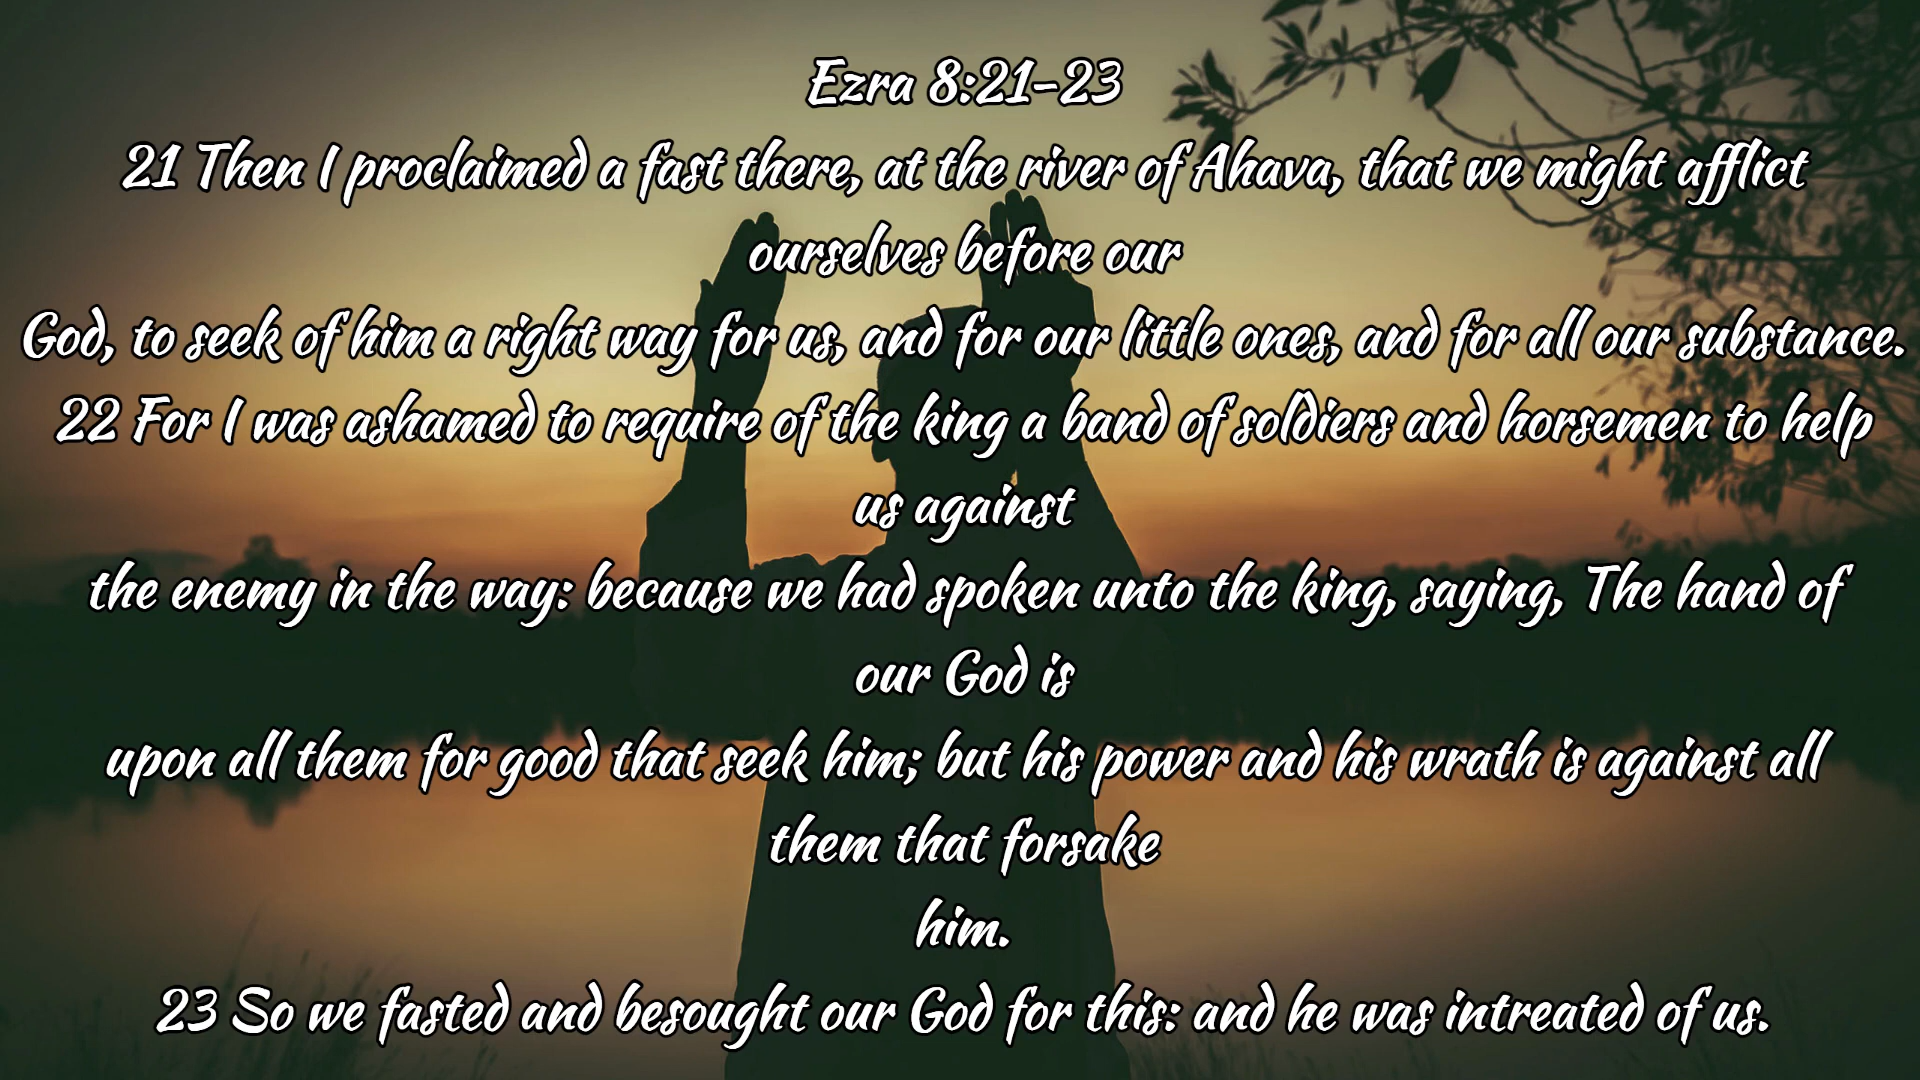 Ezra 8:21-23
21 Then I proclaimed a fast there, at the river of Ahava, that we might afflict
ourselves before our
God, to seek of him a right way for us, and for our little ones, and for all our substance.
22 For I was ashamed to require of the king a band of soldiers and horsemen to help
us against
the enemy in the way: because we had spoken unto the king, saying, The hand of
our God is
upon all them for good that seek him; but his power and his wrath is against all
them that forsake
him.
23 So we fasted and besought our God for this: and he was intreated of us.